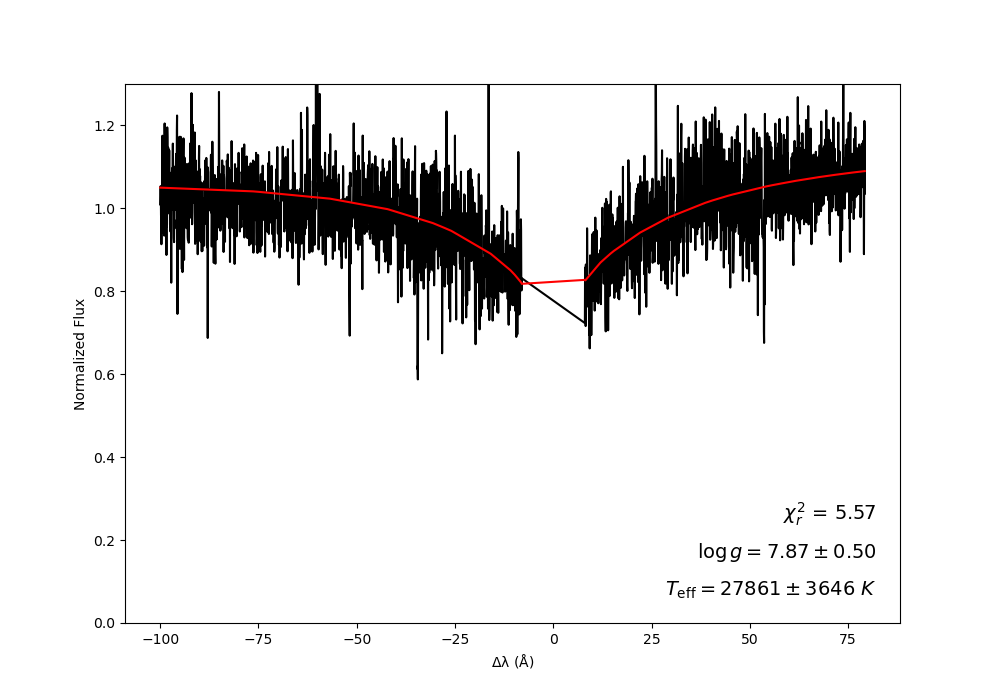 1.2
1.0
0.8
0.6
0.4
0.2
0.0
Normalized Flux
χ²ᵣ = 5.57
log g = 7.87 ± 0.50
T_eff = 27861 ± 3646 K
−100 −75 −50 −25 0 25 50 75
Δλ (Å)